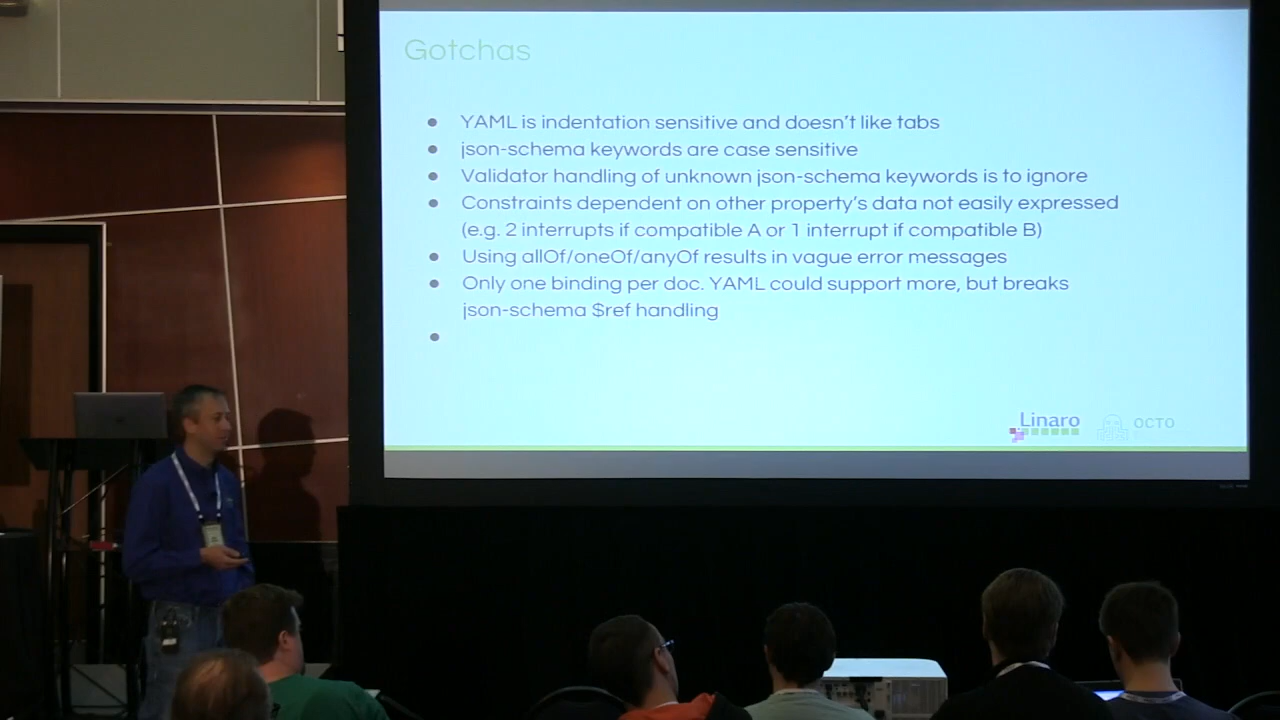 Gotchas
● YAML is indentation sensitive and doesn't like tabs
● json-schema keywords are case sensitive
● Validator handling of unknown json-schema keywords is to ignore
● Constraints dependent on other property's data not easily expressed
(e.g. 2 interrupts if compatible A or 1 interrupt if compatible B)
● Using allOf/oneOf/anyOf results in vague error messages
● Only one binding per doc. YAML could support more, but breaks
json-schema $ref handling
●
Linaro
OCTO